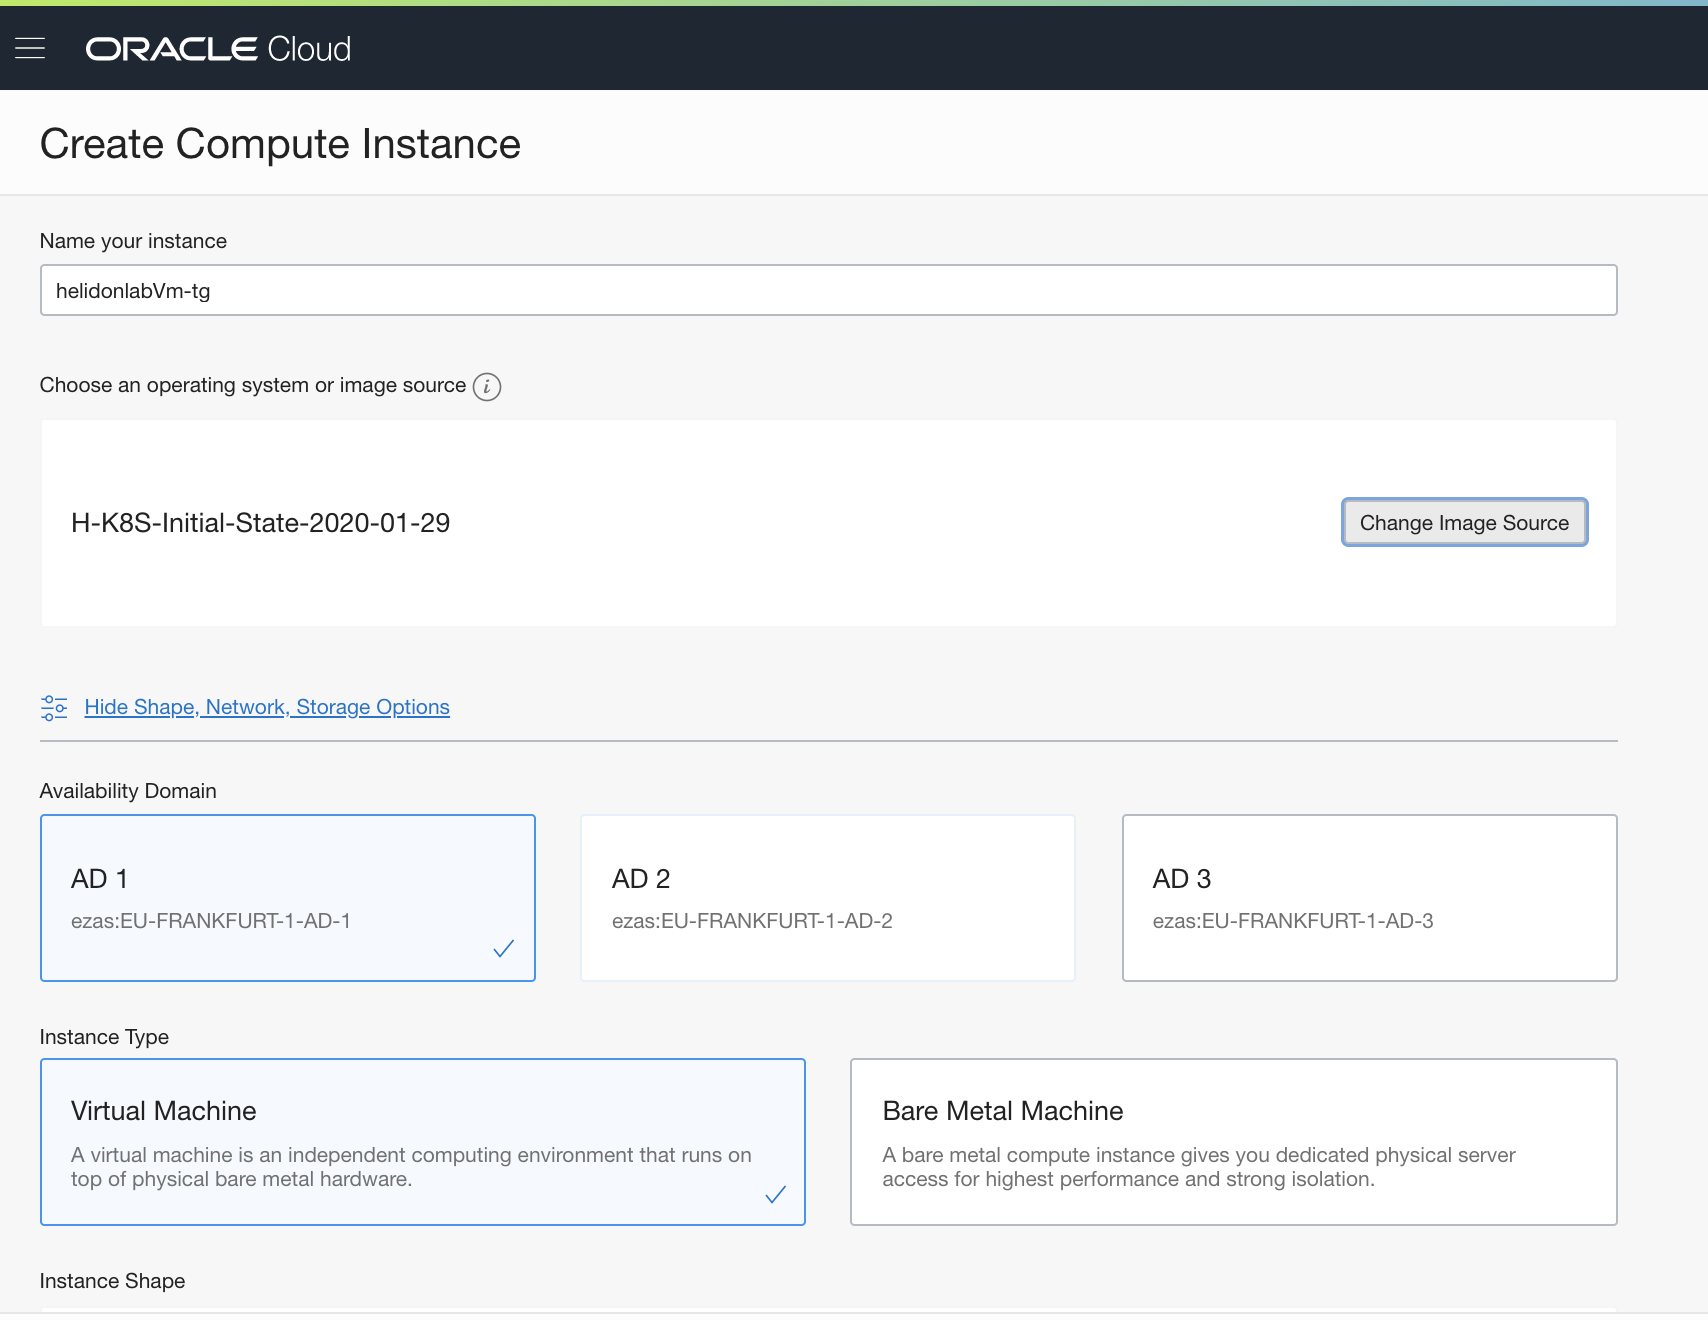 ORACLE Cloud
Create Compute Instance
Name your instance
helidonlabVm-tg
Choose an operating system or image source i
H-K8S-Initial-State-2020-01-29
Change Image Source
Hide Shape, Network, Storage Options
Availability Domain
AD 1
ezas:EU-FRANKFURT-1-AD-1
AD 2
ezas:EU-FRANKFURT-1-AD-2
AD 3
ezas:EU-FRANKFURT-1-AD-3
Instance Type
Virtual Machine
A virtual machine is an independent computing environment that runs on
top of physical bare metal hardware.
Bare Metal Machine
A bare metal compute instance gives you dedicated physical server
access for highest performance and strong isolation.
Instance Shape